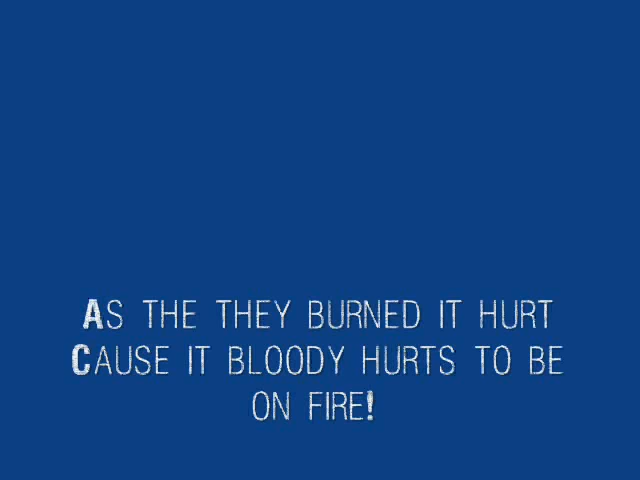 As THE THEY BURNED IT HURT
CAUSE IT BLOODY HURTS TO BE
ON FIRE!